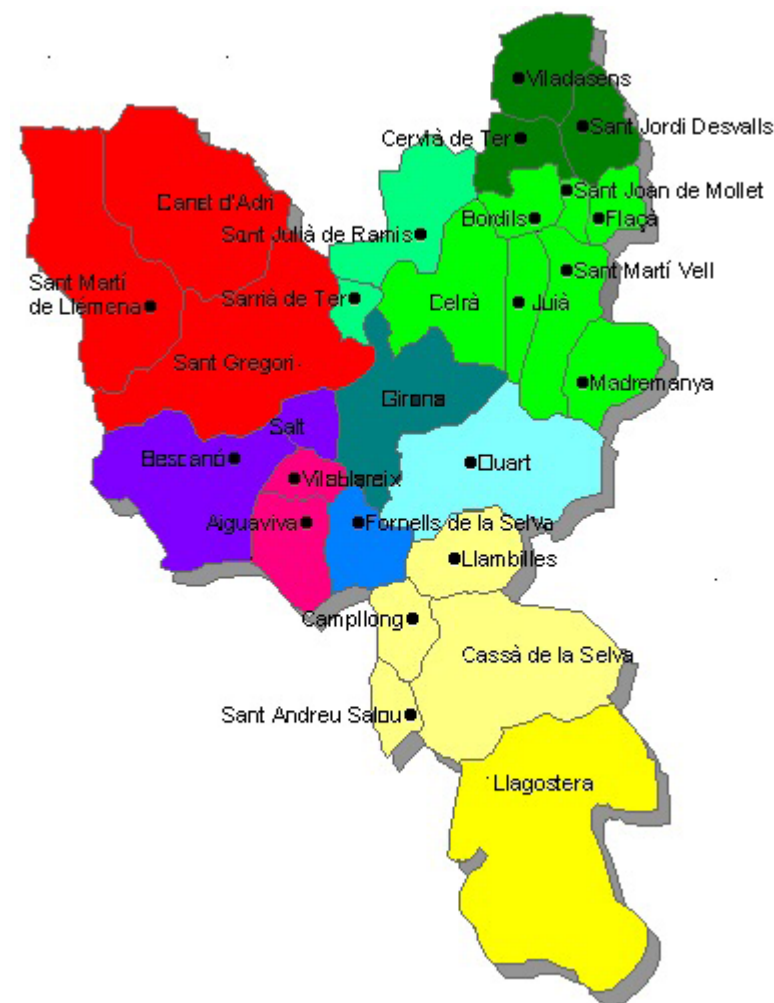 Viladasens
Sant Jordi Desvalls
Cervià de Ter
Sant Joan de Mollet
Canet d'Adri
Bordils
Flaçà
Sant Julià de Ramis
Sant Martí Vell
Sant Martí
de Llémena
Sarrià de Ter
Celrà
Juià
Sant Gregori
Madremanya
Girona
Salt
Bescanó
Quart
Vilablareix
Aiguaviva
Fornells de la Selva
Llambilles
Campllong
Cassà de la Selva
Sant Andreu Salou
Llagostera